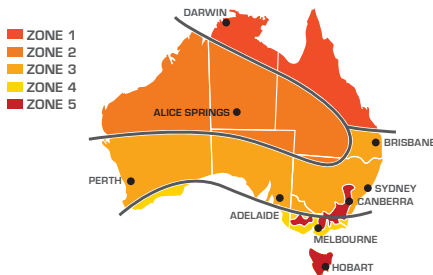 DARWIN
ZONE 1
ZONE 2
ZONE 3
ZONE 4
ZONE 5
ALICE SPRINGS
BRISBANE
PERTH
SYDNEY
CANBERRA
ADELAIDE
MELBOURNE
HOBART